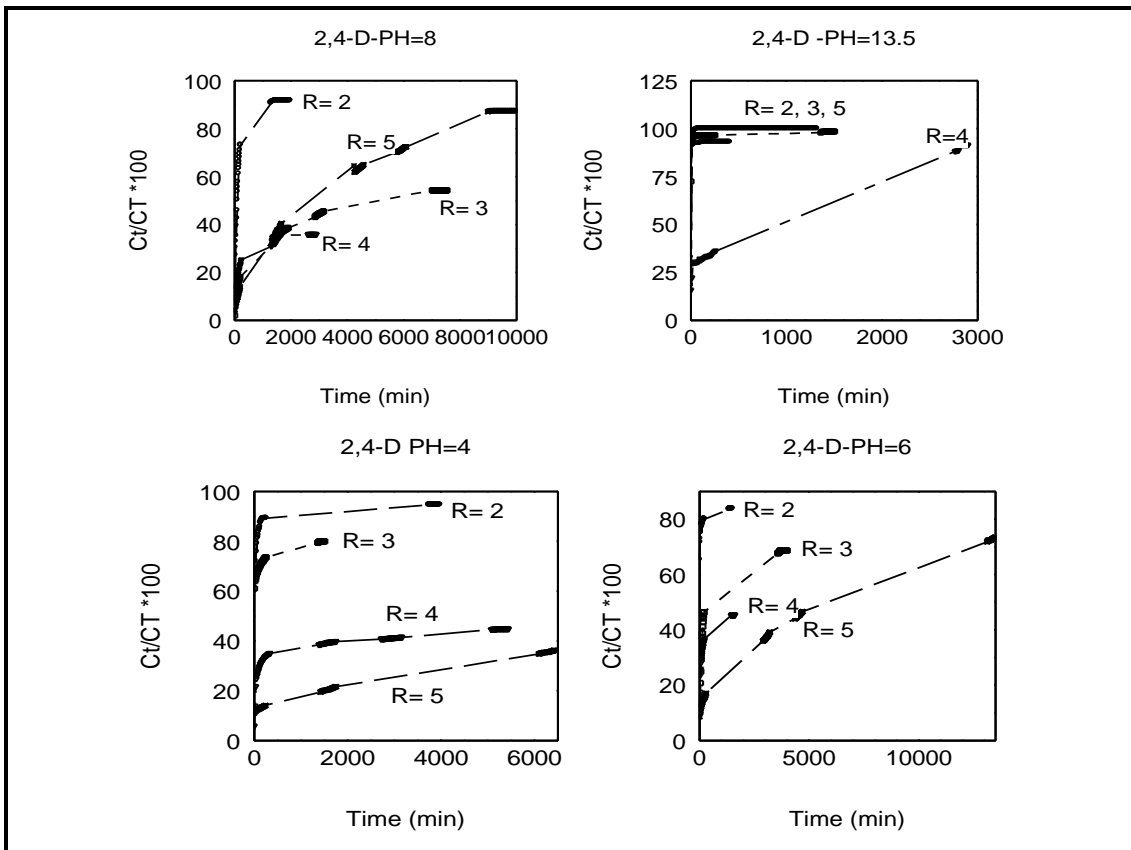 2,4-D-PH=8
100
80
60
40
20
0
Ct/CT *100
R= 2
R= 5
R= 3
R= 4
0 2000 4000 6000 8000 10000
Time (min)
2,4-D -PH=13.5
125
100
75
50
25
0
Ct/CT *100
R= 2, 3, 5
R=4
0 1000 2000 3000
Time (min)
2,4-D PH=4
100
80
60
40
20
0
Ct/CT *100
R= 2
R= 3
R= 4
R= 5
0 2000 4000 6000
Time (min)
2,4-D-PH=6
80
60
40
20
0
Ct/CT *100
R= 2
R= 3
R= 4
R= 5
0 5000 10000
Time (min)